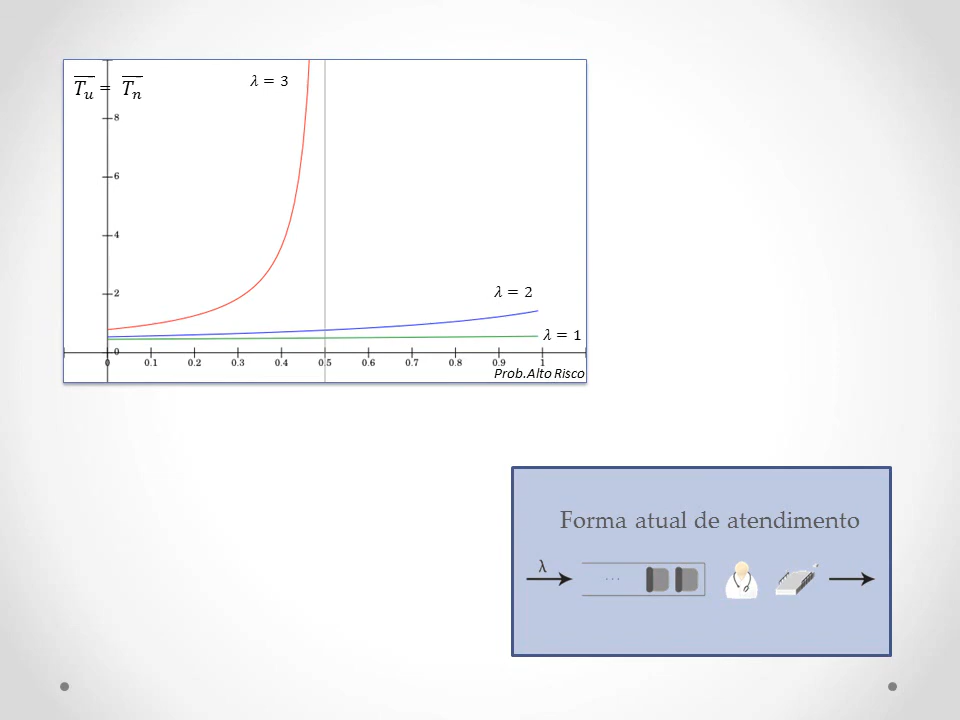 T̅u̅ = T̅n̅
λ = 3
8
6
4
2
λ = 2
λ = 1
0
0 0.1 0.2 0.3 0.4 0.5 0.6 0.7 0.8 0.9 1
Prob.Alto Risco
Forma atual de atendimento
λ
...